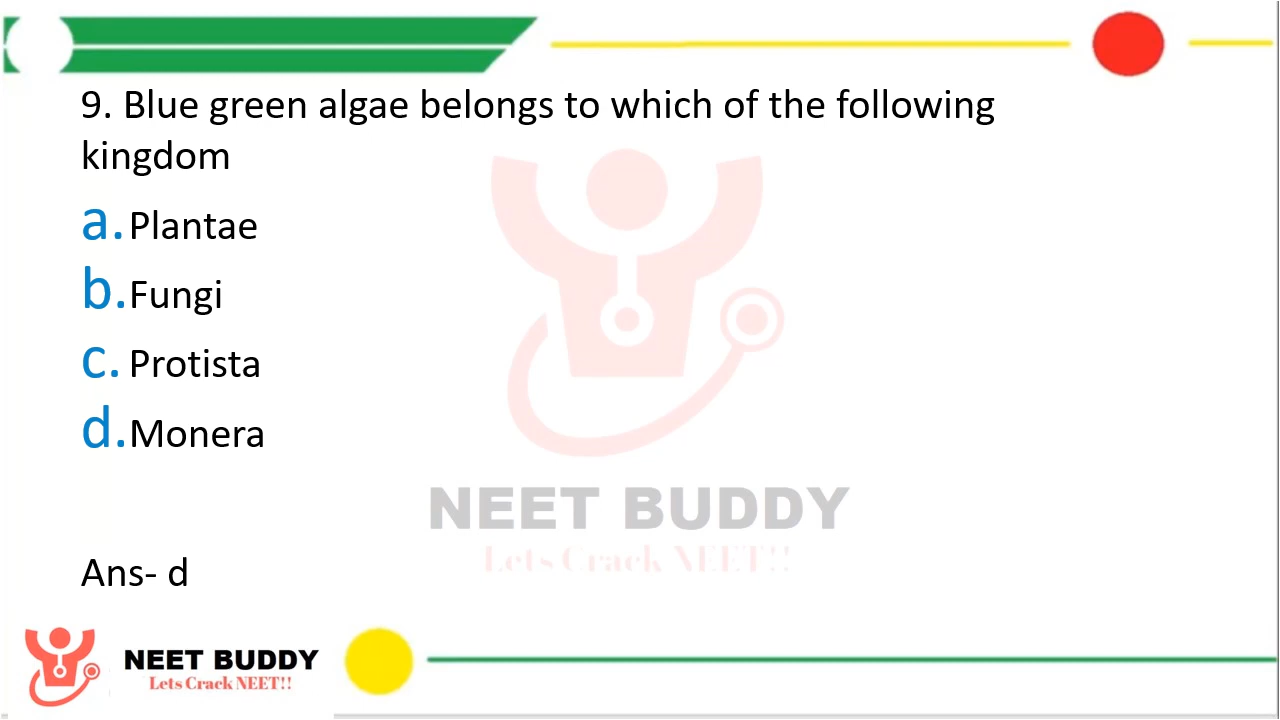 9. Blue green algae belongs to which of the following
kingdom
a. Plantae
b. Fungi
c. Protista
d. Monera
NEET BUDDY
Lets Crack NEET!!
Ans- d
NEET BUDDY
Lets Crack NEET!!